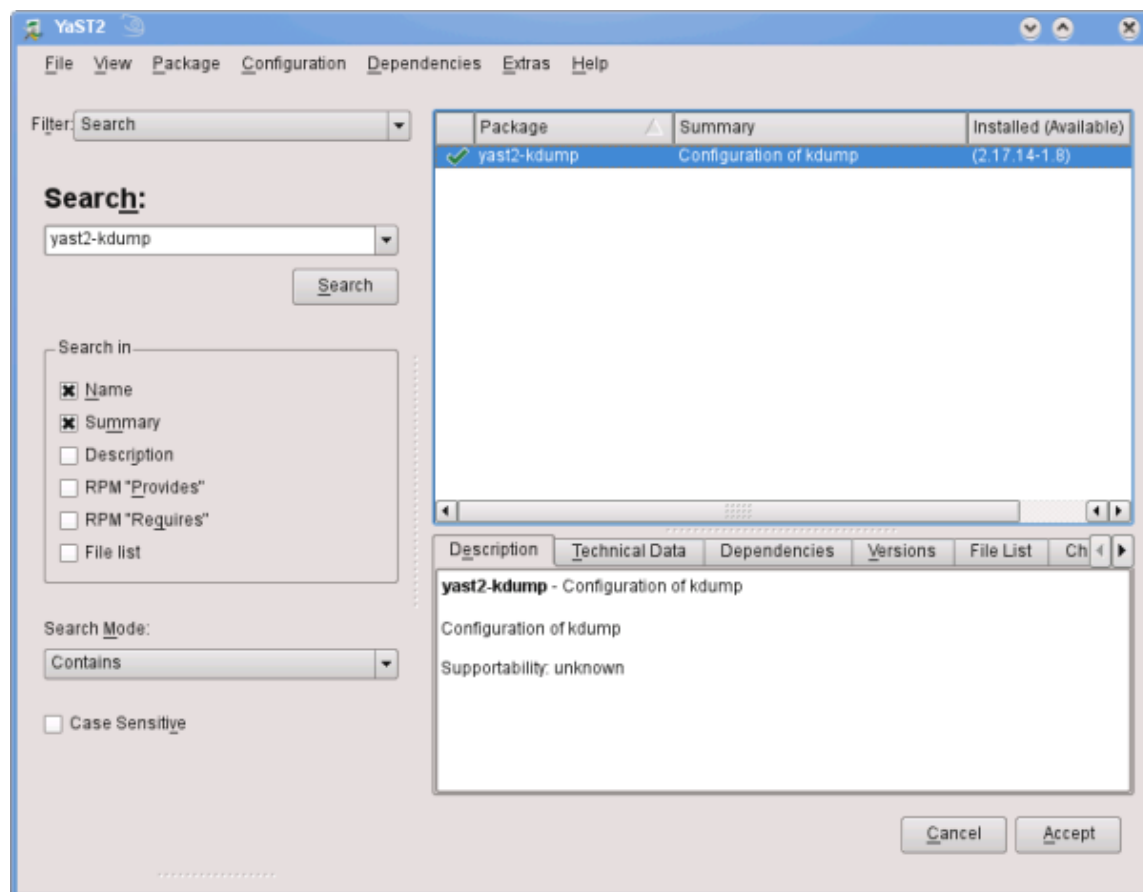 YaST2
File View Package Configuration Dependencies Extras Help
Filter: Search
Search:
yast2-kdump
Search
Search in
Name
Summary
Description
RPM "Provides"
RPM "Requires"
File list
Search Mode:
Contains
Case Sensitive
Package Summary Installed (Available)
yast2-kdump Configuration of kdump (2.17.14-1.8)
Description Technical Data Dependencies Versions File List Ch
yast2-kdump - Configuration of kdump
Configuration of kdump
Supportability: unknown
Cancel Accept